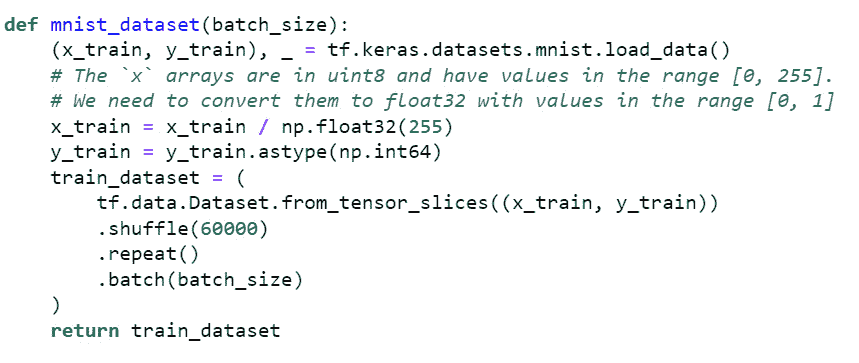 def mnist_dataset(batch_size):
    (x_train, y_train), _ = tf.keras.datasets.mnist.load_data()
    # The `x` arrays are in uint8 and have values in the range [0, 255].
    # We need to convert them to float32 with values in the range [0, 1]
    x_train = x_train / np.float32(255)
    y_train = y_train.astype(np.int64)
    train_dataset = (
        tf.data.Dataset.from_tensor_slices((x_train, y_train))
        .shuffle(60000)
        .repeat()
        .batch(batch_size)
    )
    return train_dataset